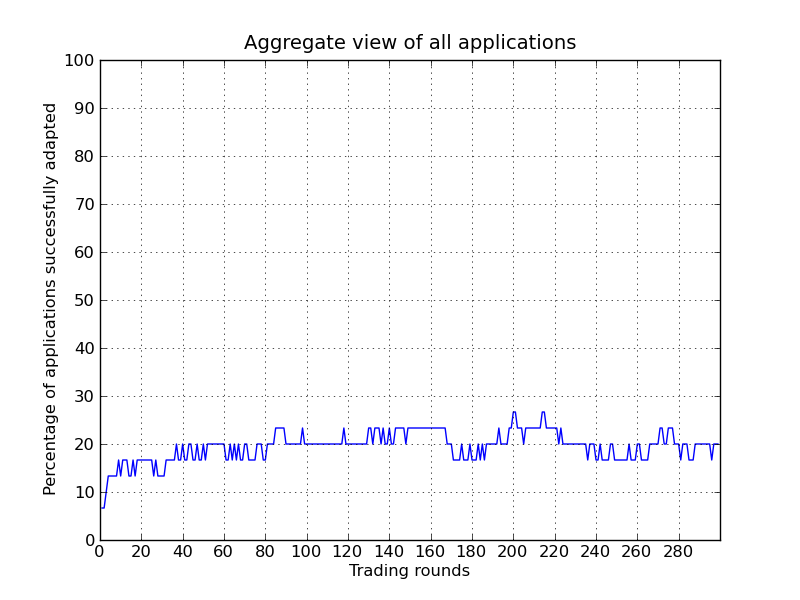 Aggregate view of all applications
100
90
80
70
60
50
40
30
20
10
0
Percentage of applications successfully adapted
0 20 40 60 80 100 120 140 160 180 200 220 240 260 280
Trading rounds